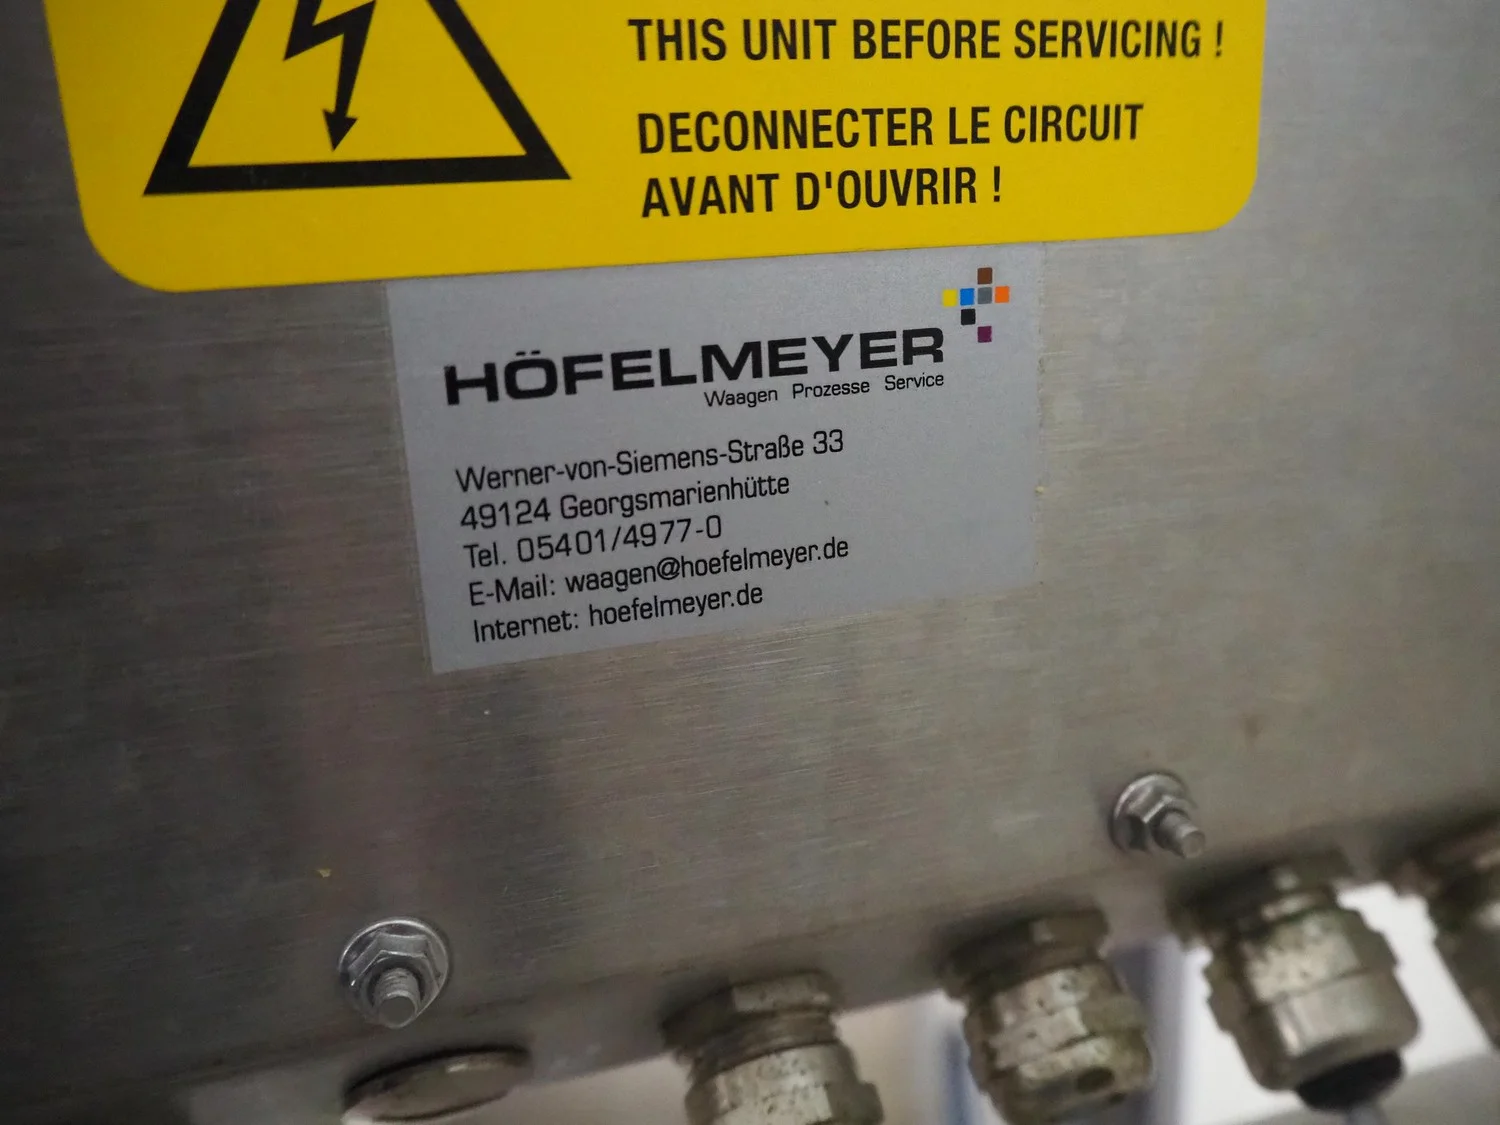 THIS UNIT BEFORE SERVICING !
DECONNECTER LE CIRCUIT
AVANT D'OUVRIR !
HÖFELMEYER
Waagen Prozesse Service
Werner-von-Siemens-Straße 33
49124 Georgsmarienhütte
Tel. 05401/4977-0
E-Mail: waagen@hoefelmeyer.de
Internet: hoefelmeyer.de